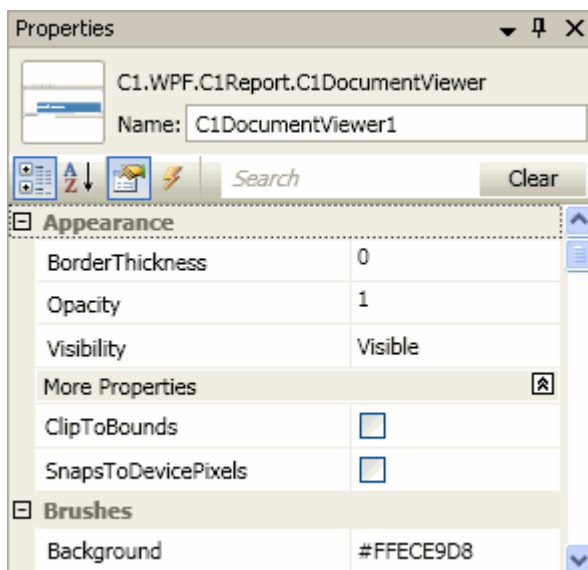 Properties
C1.WPF.C1Report.C1DocumentViewer
Name: C1DocumentViewer1
A Z Search Clear
Appearance
BorderThickness 0
Opacity 1
Visibility Visible
More Properties
ClipToBounds
SnapsToDevicePixels
Brushes
Background #FFECE9D8